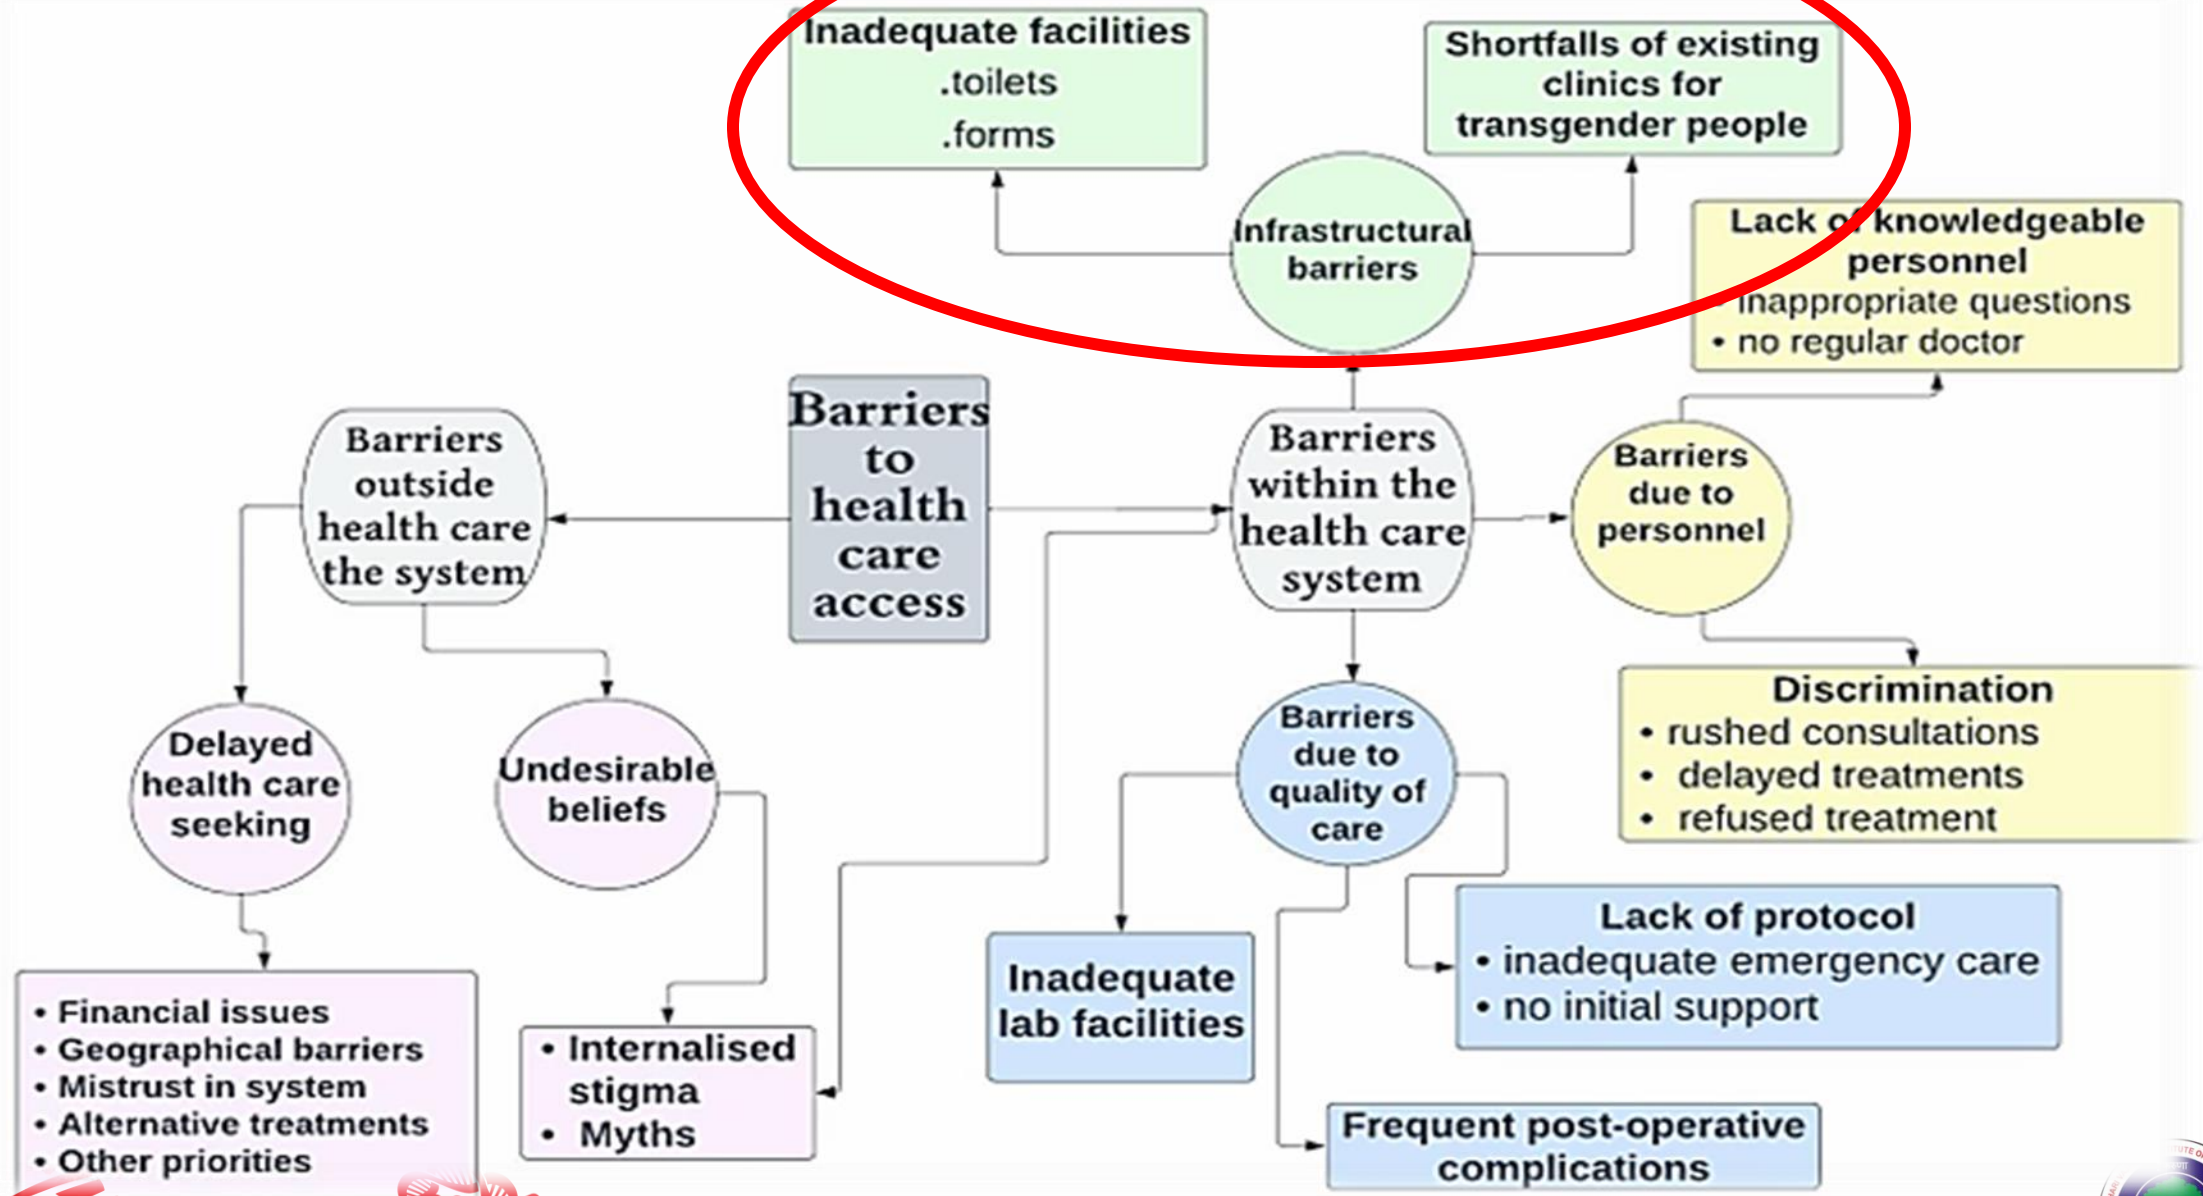 Inadequate facilities
.toilets
.forms
Shortfalls of existing
clinics for
transgender people
Infrastructural
barriers
Lack of knowledgeable
personnel
• inappropriate questions
• no regular doctor
Barriers
outside
health care
the system
Barriers
to
health
care
access
Barriers
within the
health care
system
Barriers
due to
personnel
Delayed
health care
seeking
Undesirable
beliefs
Barriers
due to
quality of
care
Discrimination
• rushed consultations
• delayed treatments
• refused treatment
• Financial issues
• Geographical barriers
• Mistrust in system
• Alternative treatments
• Other priorities
• Internalised
stigma
• Myths
Inadequate
lab facilities
Lack of protocol
• inadequate emergency care
• no initial support
Frequent post-operative
complications